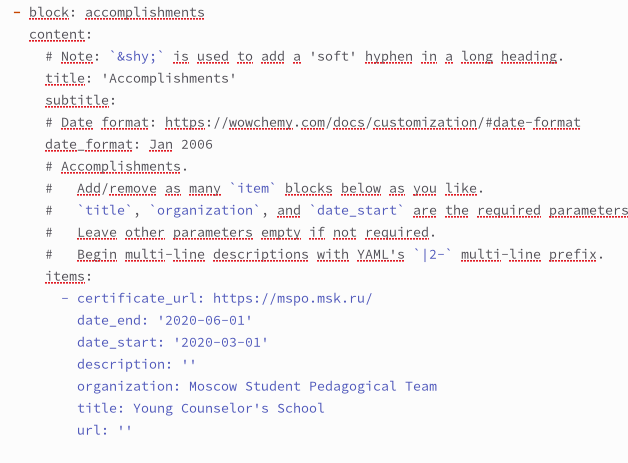 - block: accomplishments
content:
# Note: `&shy;` is used to add a 'soft' hyphen in a long heading.
title: 'Accomplishments'
subtitle:
# Date format: https://wowchemy.com/docs/customization/#date-format
date_format: Jan 2006
# Accomplishments.
#   Add/remove as many `item` blocks below as you like.
#   `title`, `organization`, and `date_start` are the required parameters
#   Leave other parameters empty if not required.
#   Begin multi-line descriptions with YAML's `|2-` multi-line prefix.
items:
- certificate_url: https://mspo.msk.ru/
date_end: '2020-06-01'
date_start: '2020-03-01'
description: ''
organization: Moscow Student Pedagogical Team
title: Young Counselor's School
url: ''